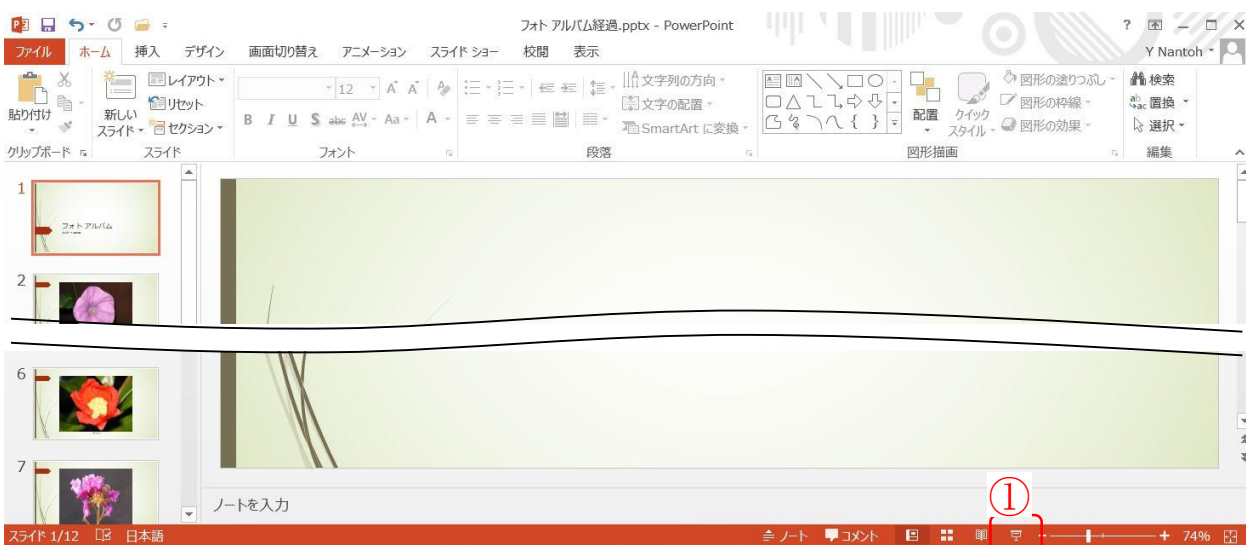 フォト アルバム経過.pptx - PowerPoint
?
ファイル ホーム 挿入 デザイン 画面切り替え アニメーション スライド ショー 校閲 表示 Y Nantoh
貼り付け
新しい
スライド
レイアウト
リセット
セクション
12 A A
B I U S abc AV Aa A
文字列の方向
文字の配置
SmartArt に変換
配置
クイック
スタイル
図形の塗りつぶし
図形の枠線
図形の効果
検索
置換
選択
クリップボード スライド フォント 段落 図形描画 編集
1
フォト アルバム
2
6
7
ノートを入力
①
スライド 1/12 日本語 ノート コメント 74%